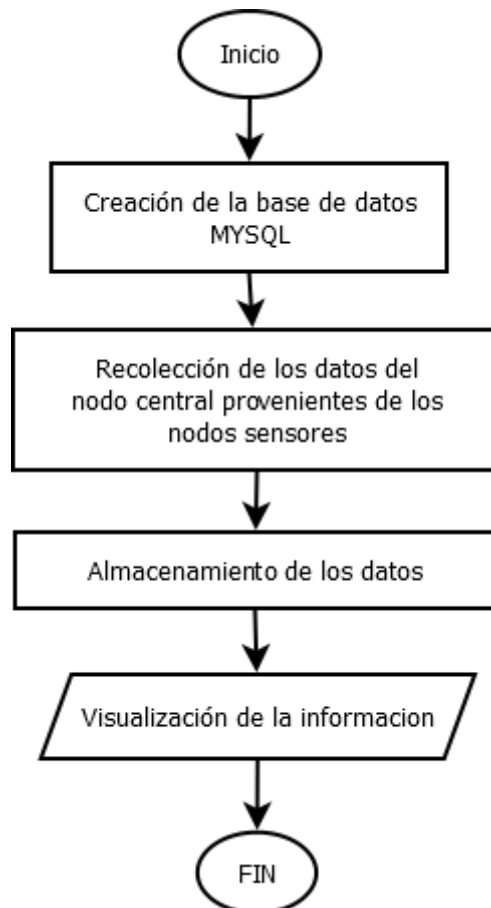 Inicio
Creación de la base de datos
MYSQL
Recolección de los datos del
nodo central provenientes de los
nodos sensores
Almacenamiento de los datos
Visualización de la informacion
FIN